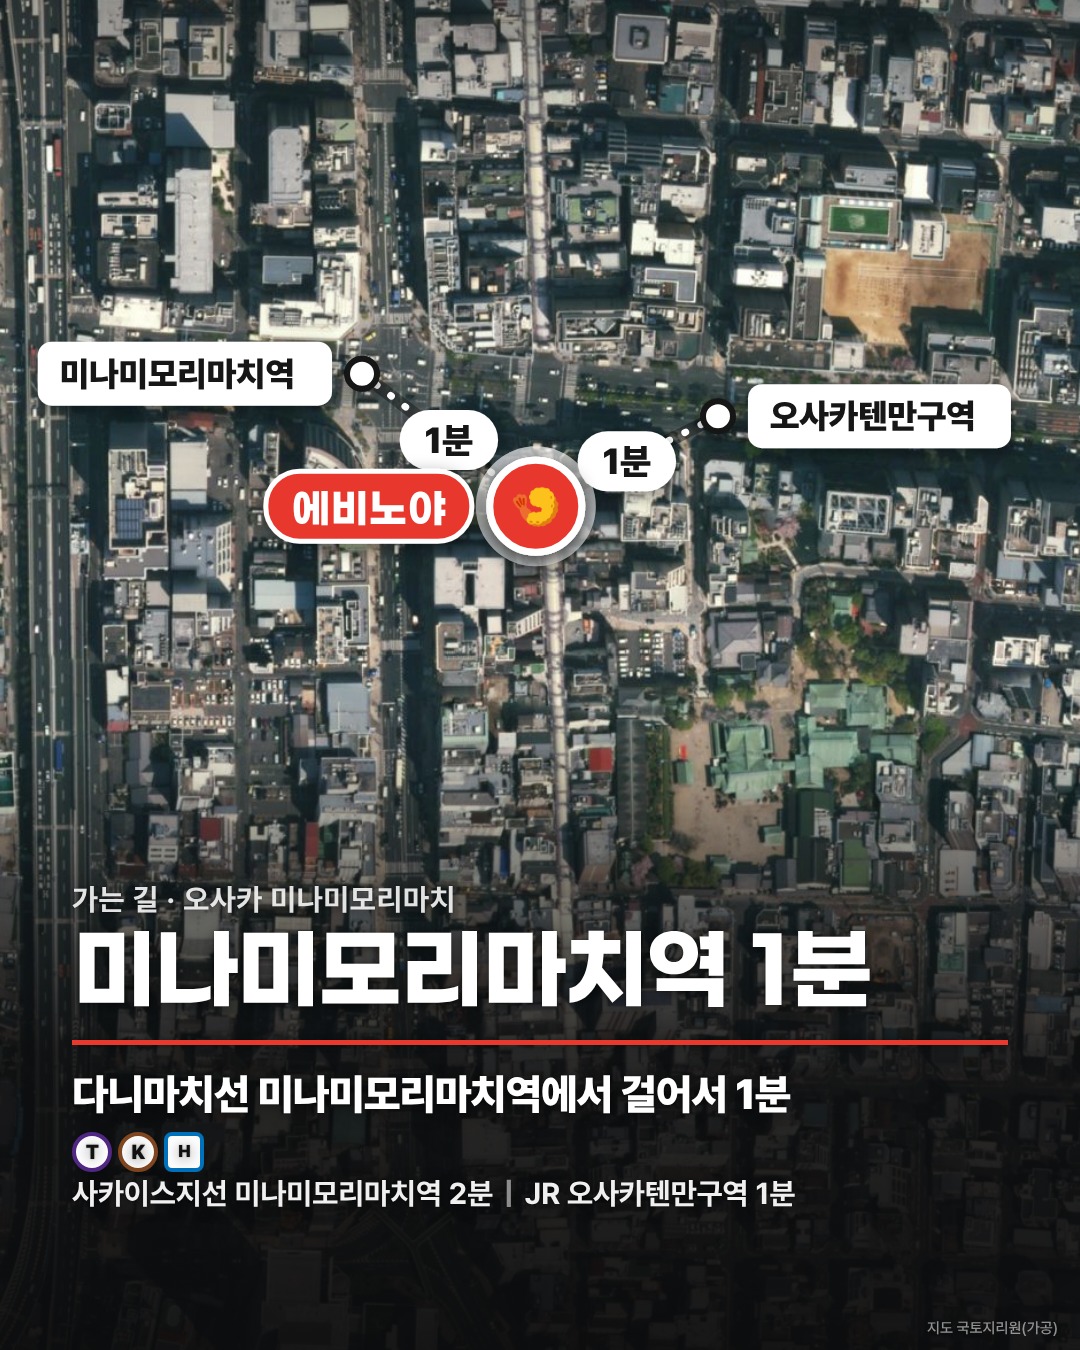 미나미모리마치역
오사카텐만구역
1분
1분
에비노야
가는 길 · 오사카 미나미모리마치
미나미모리마치역 1분
다니마치선 미나미모리마치역에서 걸어서 1분
T K H
사카이스지선 미나미모리마치역 2분 | JR 오사카텐만구역 1분
지도 국토지리원(가공)